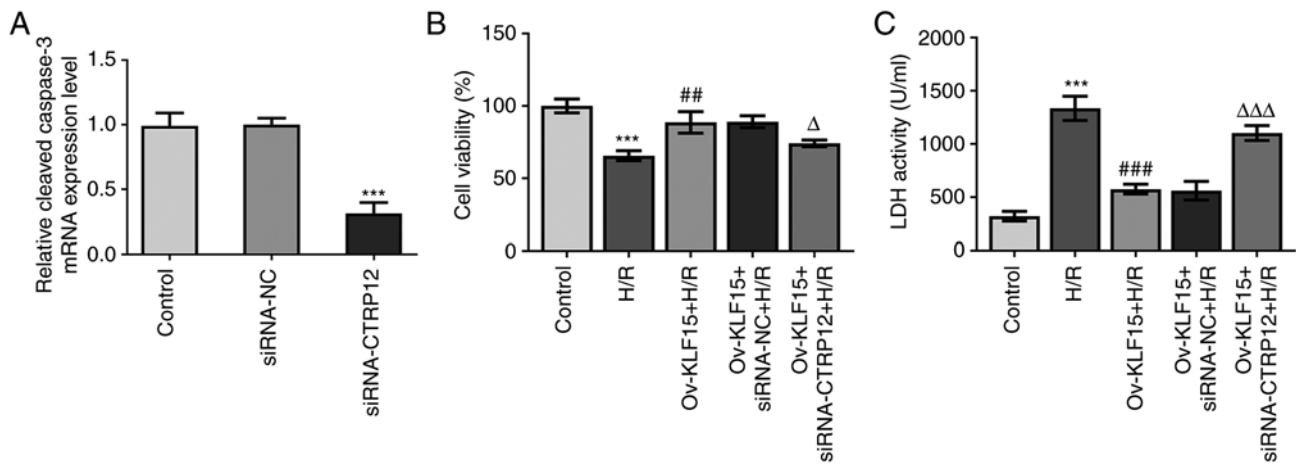 A
Relative cleaved caspase-3
mRNA expression level
1.5
1.0
0.5
0.0
***
Control
siRNA-NC
siRNA-CTRP12
B
Cell viability (%)
150
100
50
0
***
##
Δ
Control
H/R
Ov-KLF15+H/R
Ov-KLF15+
siRNA-NC+H/R
Ov-KLF15+
siRNA-CTRP12+H/R
C
LDH activity (U/ml)
2000
1500
1000
500
0
***
###
ΔΔΔ
Control
H/R
Ov-KLF15+H/R
Ov-KLF15+
siRNA-NC+H/R
Ov-KLF15+
siRNA-CTRP12+H/R